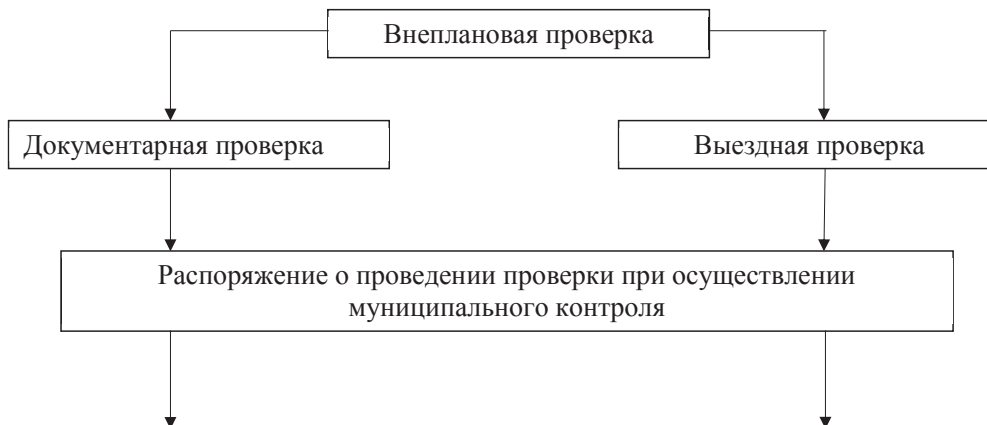 Внеплановая проверка
Документарная проверка
Выездная проверка
Распоряжение о проведении проверки при осуществлении
муниципального контроля